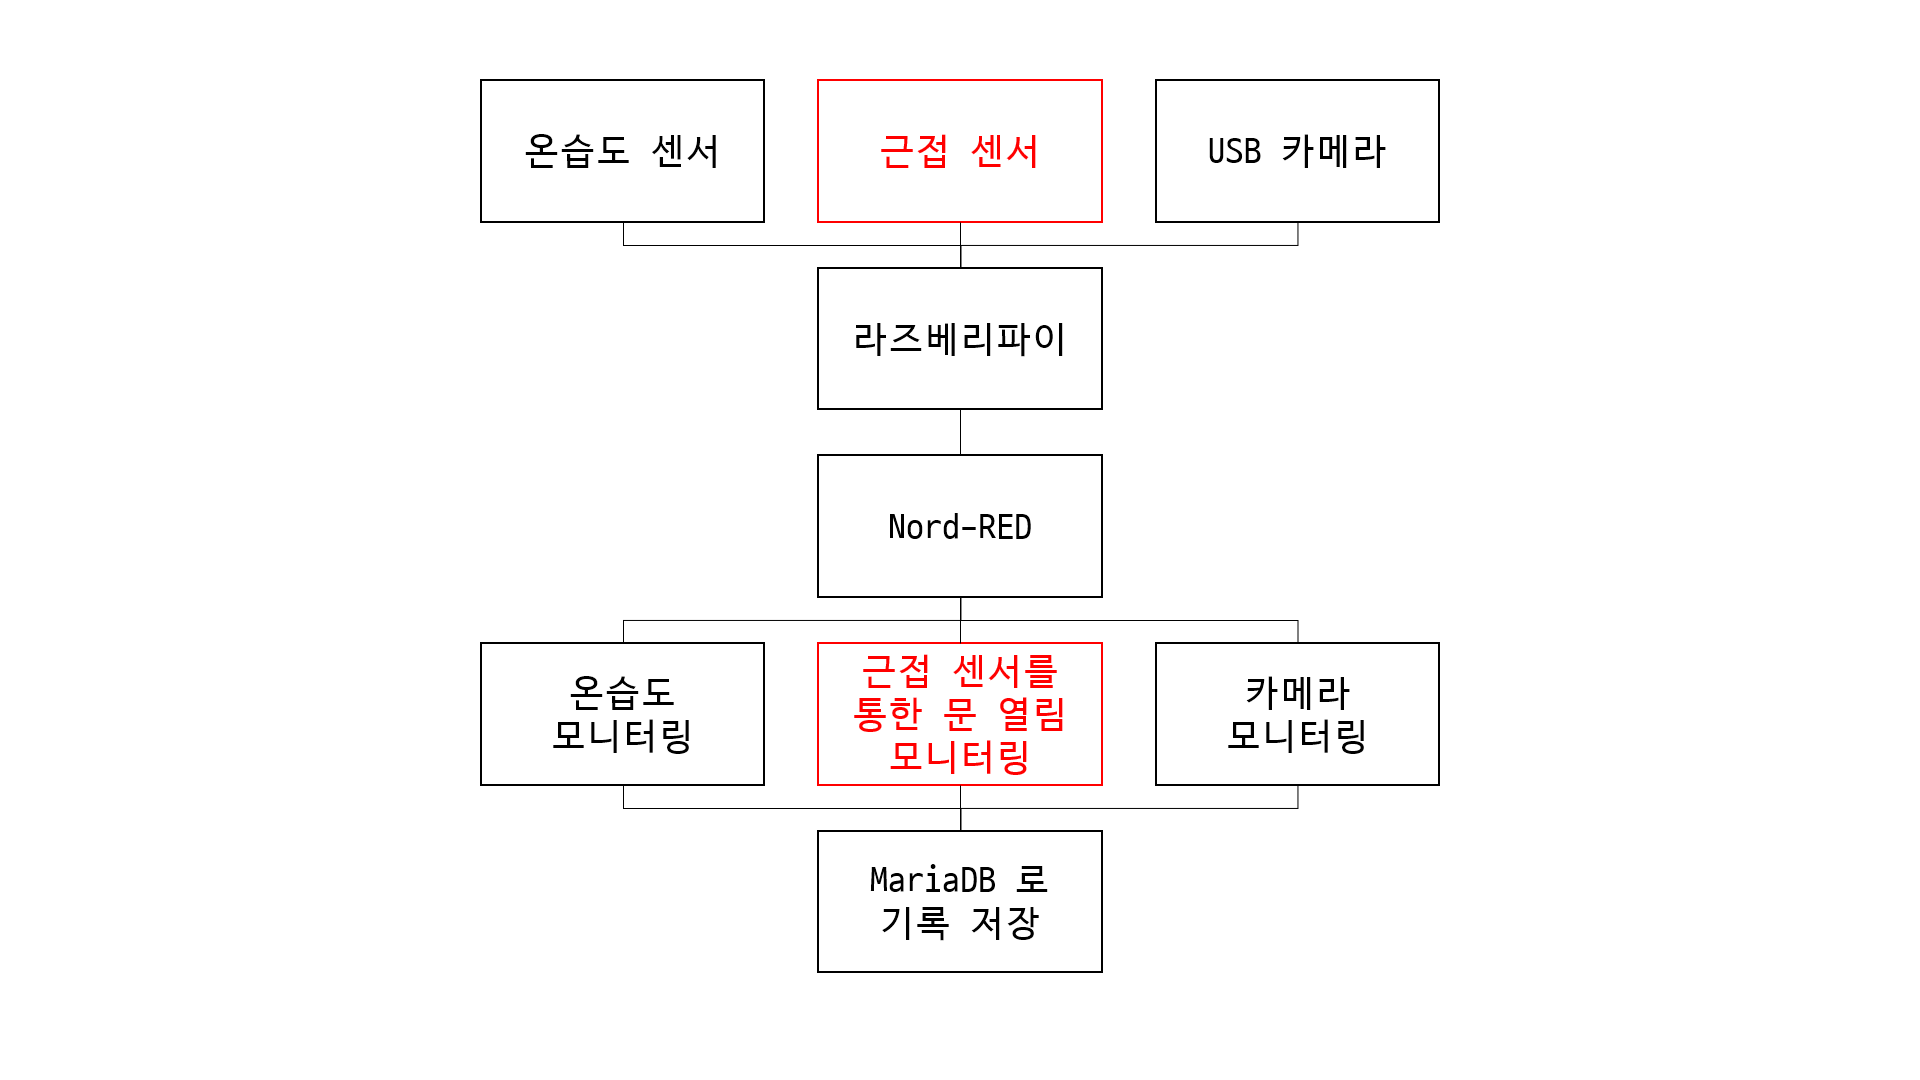 온습도 센서
근접 센서
USB 카메라
라즈베리파이
Nord-RED
온습도
모니터링
근접 센서를
통한 문 열림
모니터링
카메라
모니터링
MariaDB 로
기록 저장